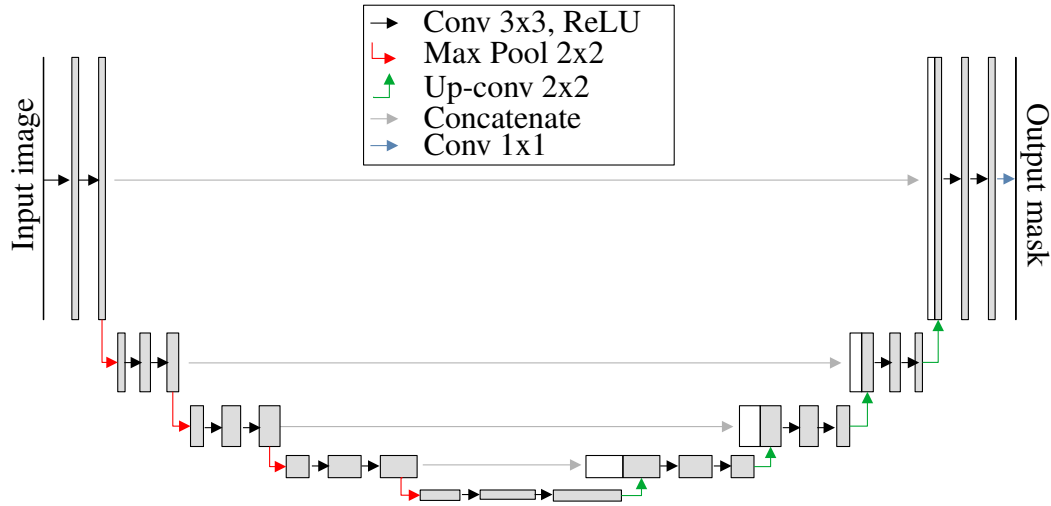 Conv 3x3, ReLU
Max Pool 2x2
Up-conv 2x2
Concatenate
Conv 1x1
Input image
Output mask